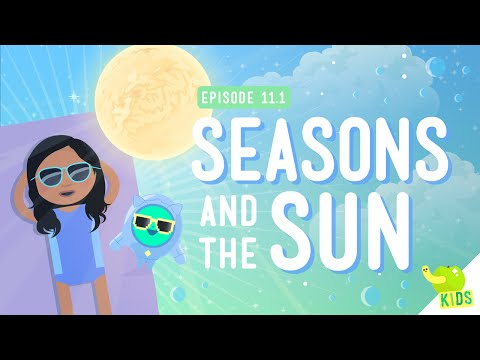 EPISODE 11.1
SEASONS
AND
THE
SUN
KIDS